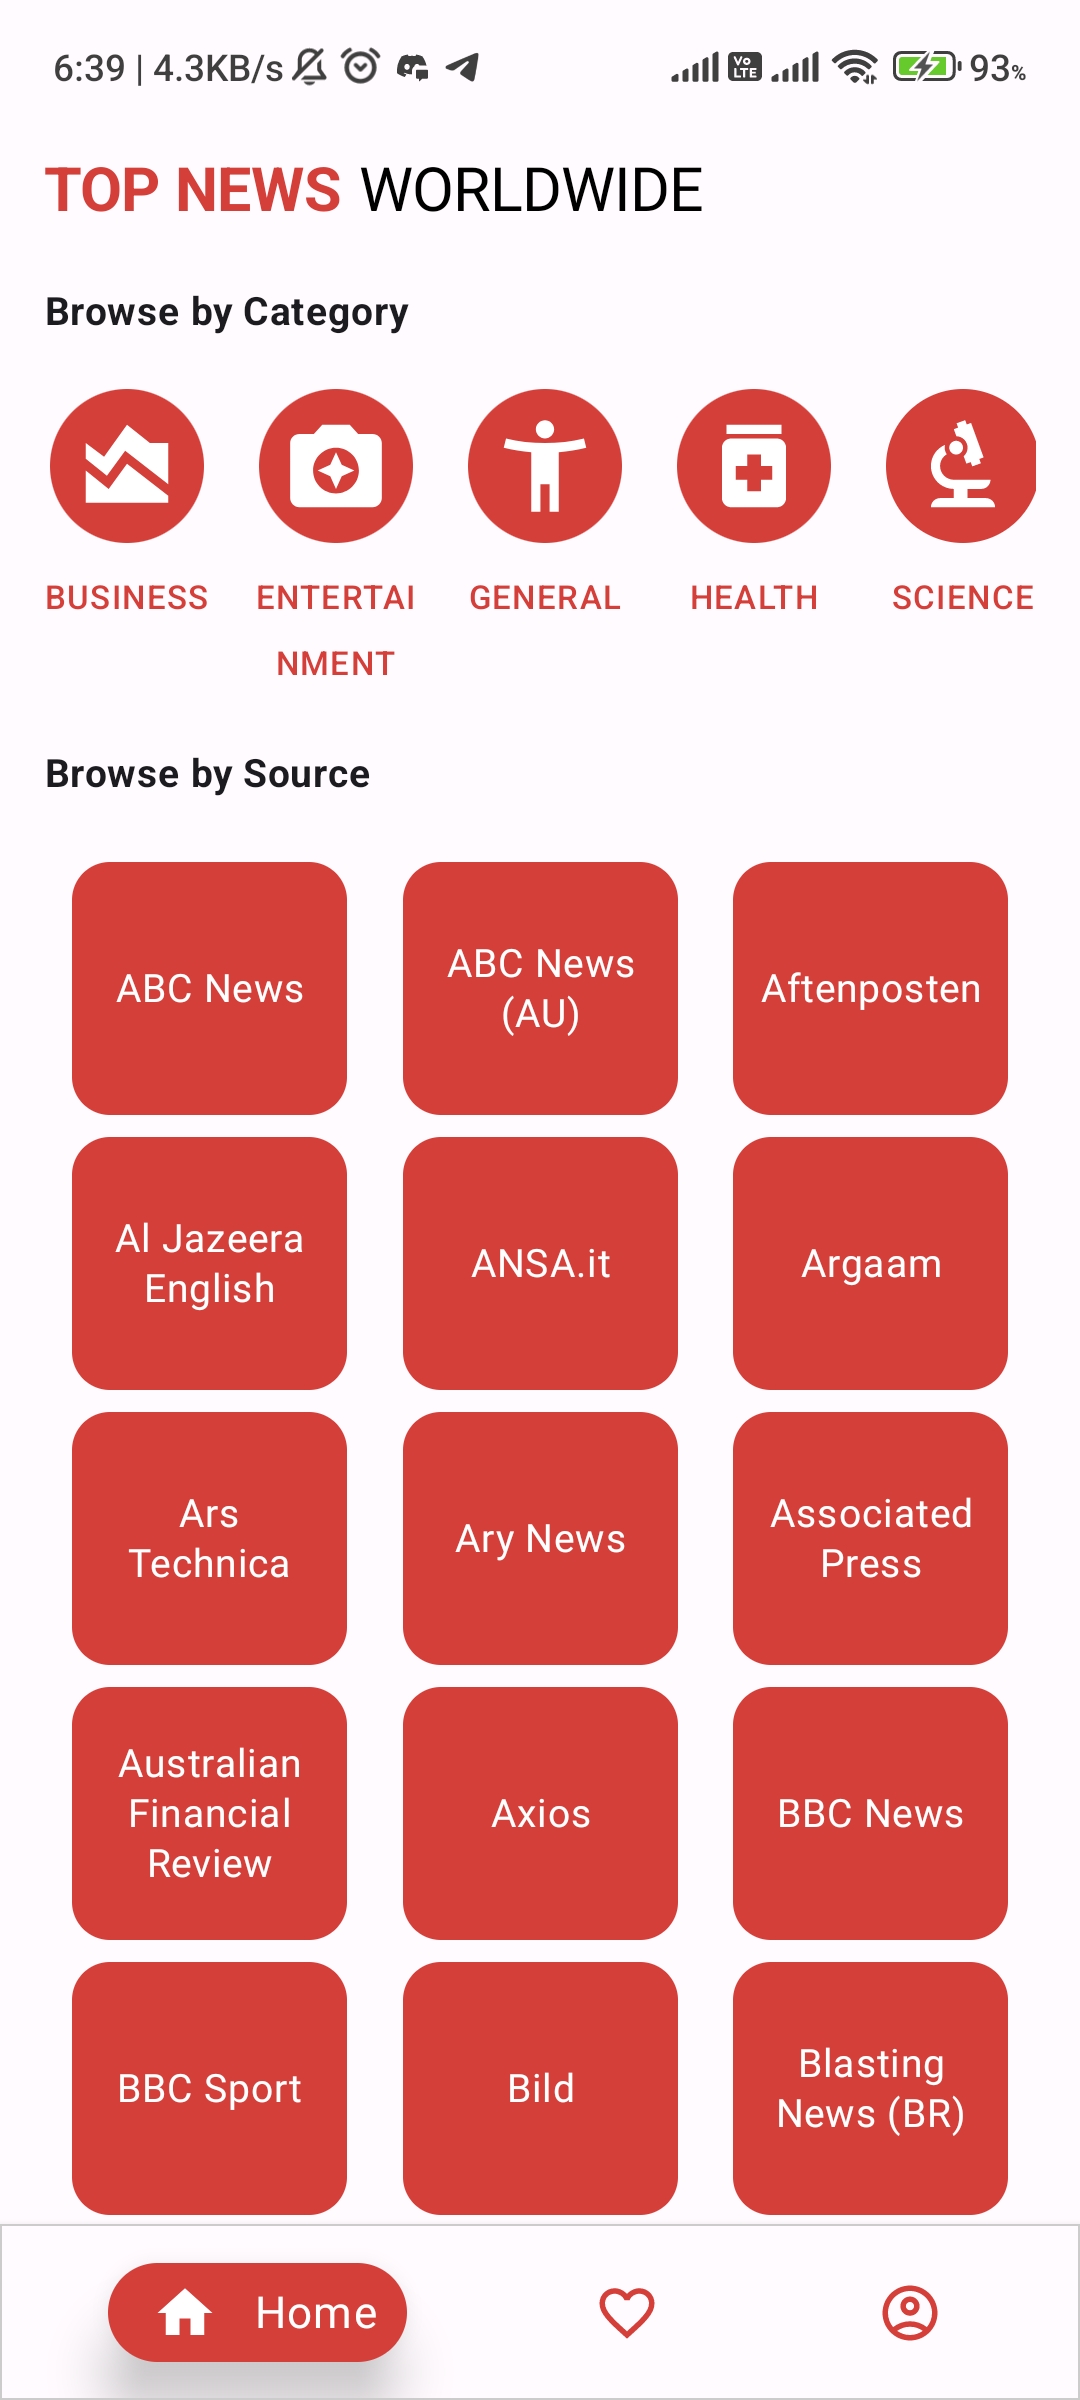 6:39 | 4.3KB/s Vo LTE 93%
TOP NEWS WORLDWIDE
Browse by Category
BUSINESS
ENTERTAI
NMENT
GENERAL
HEALTH
SCIENCE
Browse by Source
ABC News
ABC News
(AU)
Aftenposten
Al Jazeera
English
ANSA.it
Argaam
Ars
Technica
Ary News
Associated
Press
Australian
Financial
Review
Axios
BBC News
BBC Sport
Bild
Blasting
News (BR)
Home